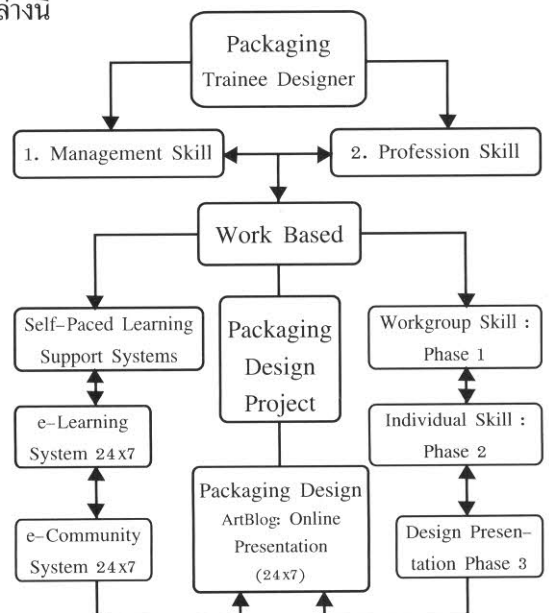 ล่างนี้
Packaging
Trainee Designer
1. Management Skill
2. Profession Skill
Work Based
Self-Paced Learning
Support Systems
Packaging
Design
Project
Workgroup Skill :
Phase 1
e-Learning
System 24x7
Individual Skill :
Phase 2
Packaging Design
ArtBlog: Online
Presentation
(24x7)
e-Community
System 24x7
Design Presen-
tation Phase 3